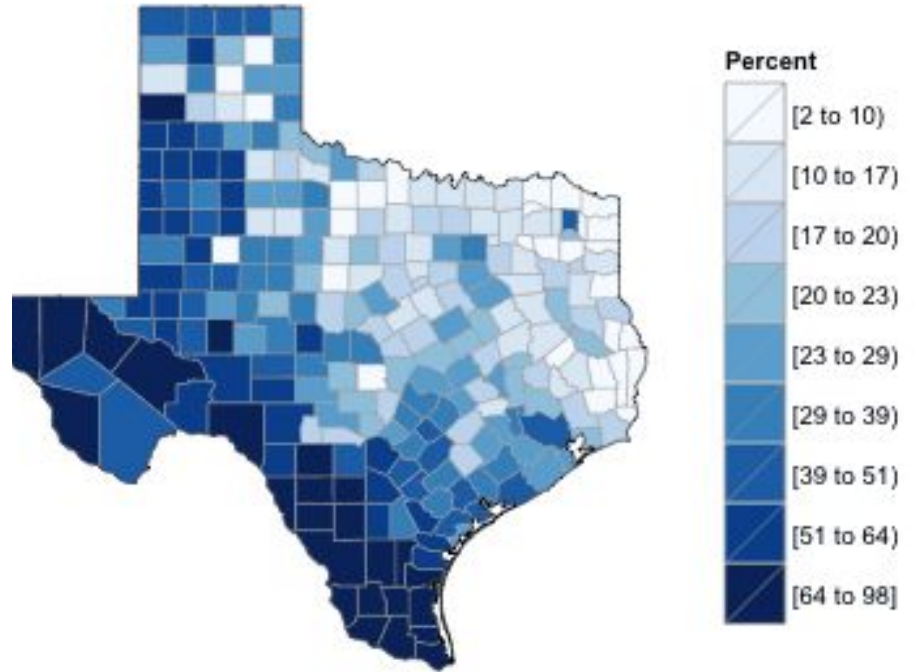 Percent
[2 to 10)
[10 to 17)
[17 to 20)
[20 to 23)
[23 to 29)
[29 to 39)
[39 to 51)
[51 to 64)
[64 to 98]